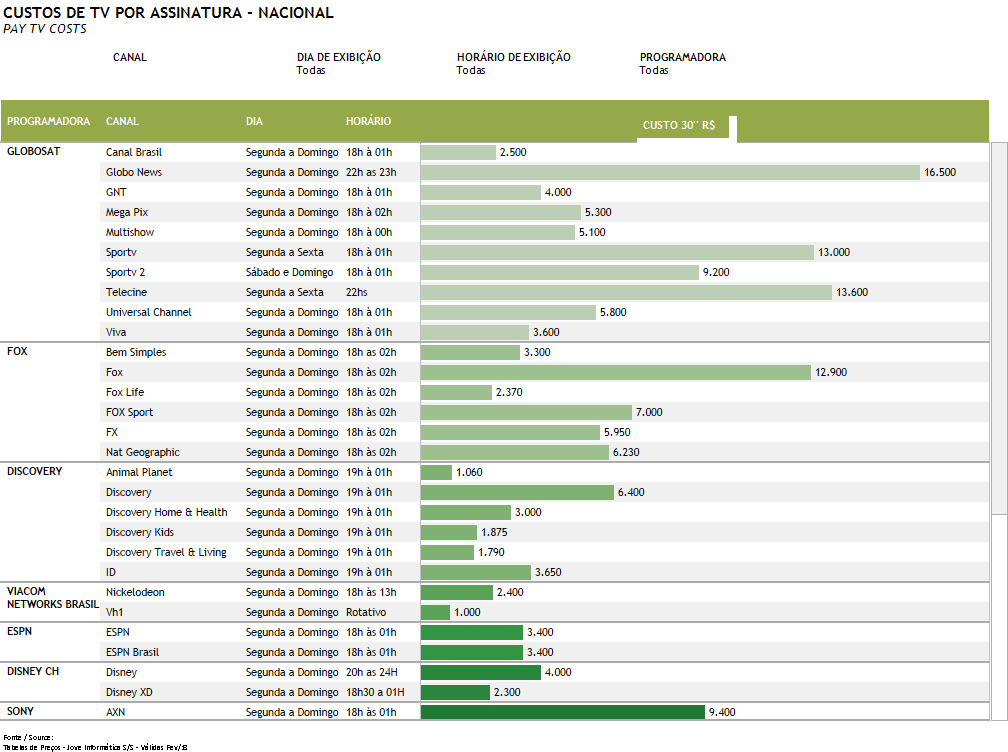 CUSTOS DE TV POR ASSINATURA - NACIONAL
PAY TV COSTS
CANAL DIA DE EXIBIÇÃO HORÁRIO DE EXIBIÇÃO PROGRAMADORA
Todas Todas Todas
PROGRAMADORA CANAL DIA HORÁRIO CUSTO 30'' R$
GLOBOSAT Canal Brasil Segunda a Domingo 18h à 01h 2.500
Globo News Segunda a Domingo 22h as 23h 16.500
GNT Segunda a Domingo 18h à 01h 4.000
Mega Pix Segunda a Domingo 18h à 02h 5.300
Multishow Segunda a Domingo 18h à 00h 5.100
Sportv Segunda a Sexta 18h à 01h 13.000
Sportv 2 Sábado e Domingo 18h à 01h 9.200
Telecine Segunda a Sexta 22hs 13.600
Universal Channel Segunda a Domingo 18h à 01h 5.800
Viva Segunda a Domingo 18h à 01h 3.600
FOX Bem Simples Segunda a Domingo 18h as 02h 3.300
Fox Segunda a Domingo 18h às 02h 12.900
Fox Life Segunda a Domingo 18h às 02h 2.370
FOX Sport Segunda a Domingo 18h às 02h 7.000
FX Segunda a Domingo 18h às 02h 5.950
Nat Geographic Segunda a Domingo 18h às 02h 6.230
DISCOVERY Animal Planet Segunda a Domingo 19h à 01h 1.060
Discovery Segunda a Domingo 19h à 01h 6.400
Discovery Home & Health Segunda a Domingo 19h à 01h 3.000
Discovery Kids Segunda a Domingo 19h à 01h 1.875
Discovery Travel & Living Segunda a Domingo 19h à 01h 1.790
ID Segunda a Domingo 19h à 01h 3.650
VIACOM NETWORKS BRASIL Nickelodeon Segunda a Domingo 18h às 13h 2.400
Vh1 Segunda a Domingo Rotativo 1.000
ESPN ESPN Segunda a Domingo 18h às 01h 3.400
ESPN Brasil Segunda a Domingo 18h às 01h 3.400
DISNEY CH Disney Segunda a Domingo 20h as 24H 4.000
Disney XD Segunda a Domingo 18h30 a 01H 2.300
SONY AXN Segunda a Domingo 18h às 01h 9.400
Fonte / Source:
Tabelas de Preços - Jove Informática S/S - Válidas Fev/13